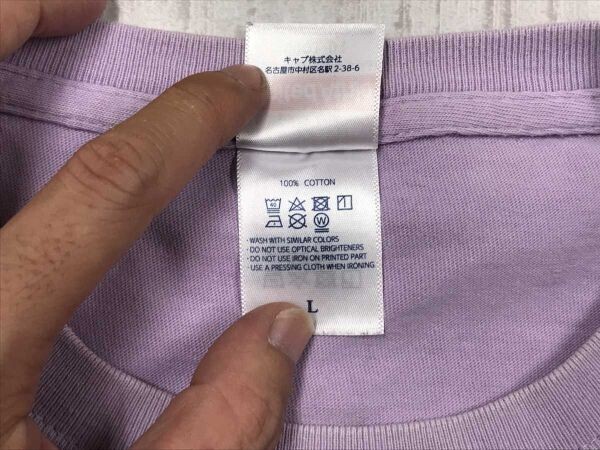 キャブ株式会社
名古屋市中村区名駅 2-38-6
100% COTTON
40
W
・WASH WITH SIMILAR COLORS
・DO NOT USE OPTICAL BRIGHTENERS
・DO NOT USE IRON ON PRINTED PART
・USE A PRESSING CLOTH WHEN IRONING
L